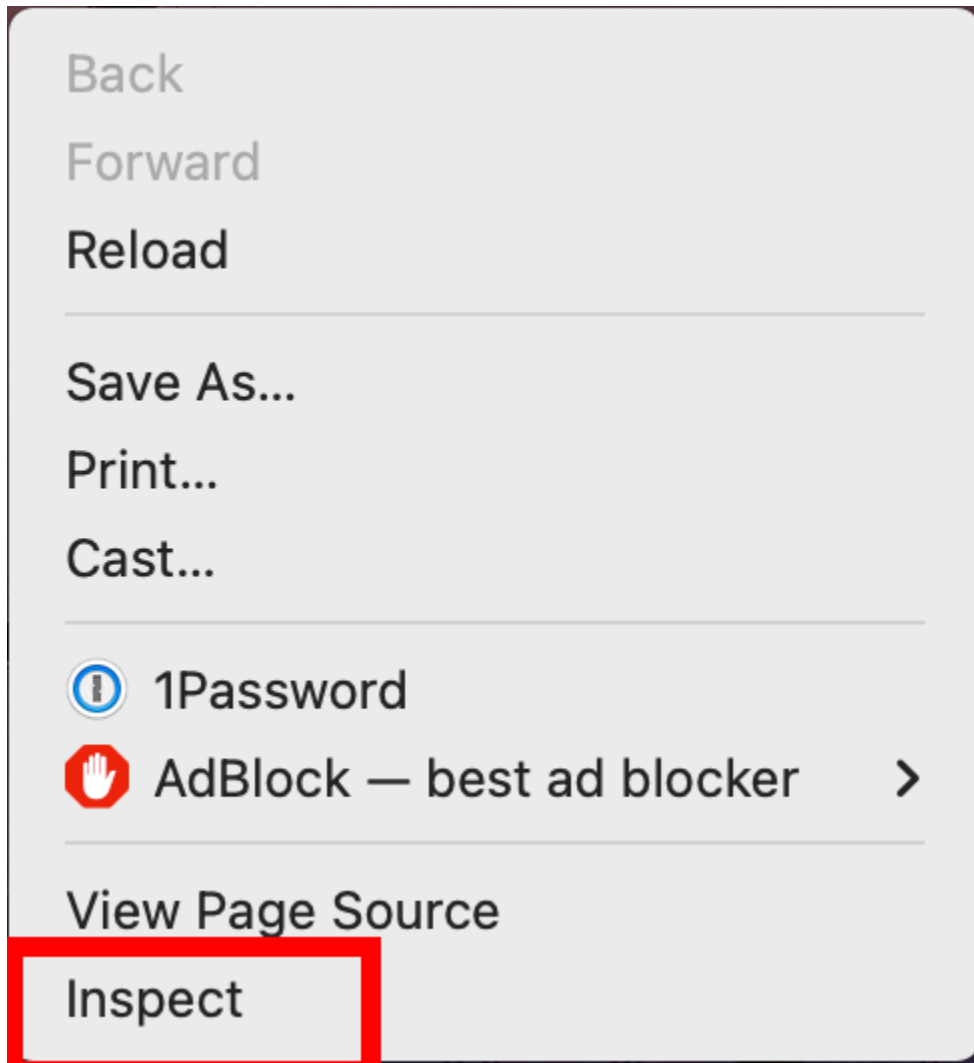 Back
Forward
Reload
Save As...
Print...
Cast...
1Password
AdBlock — best ad blocker
View Page Source
Inspect